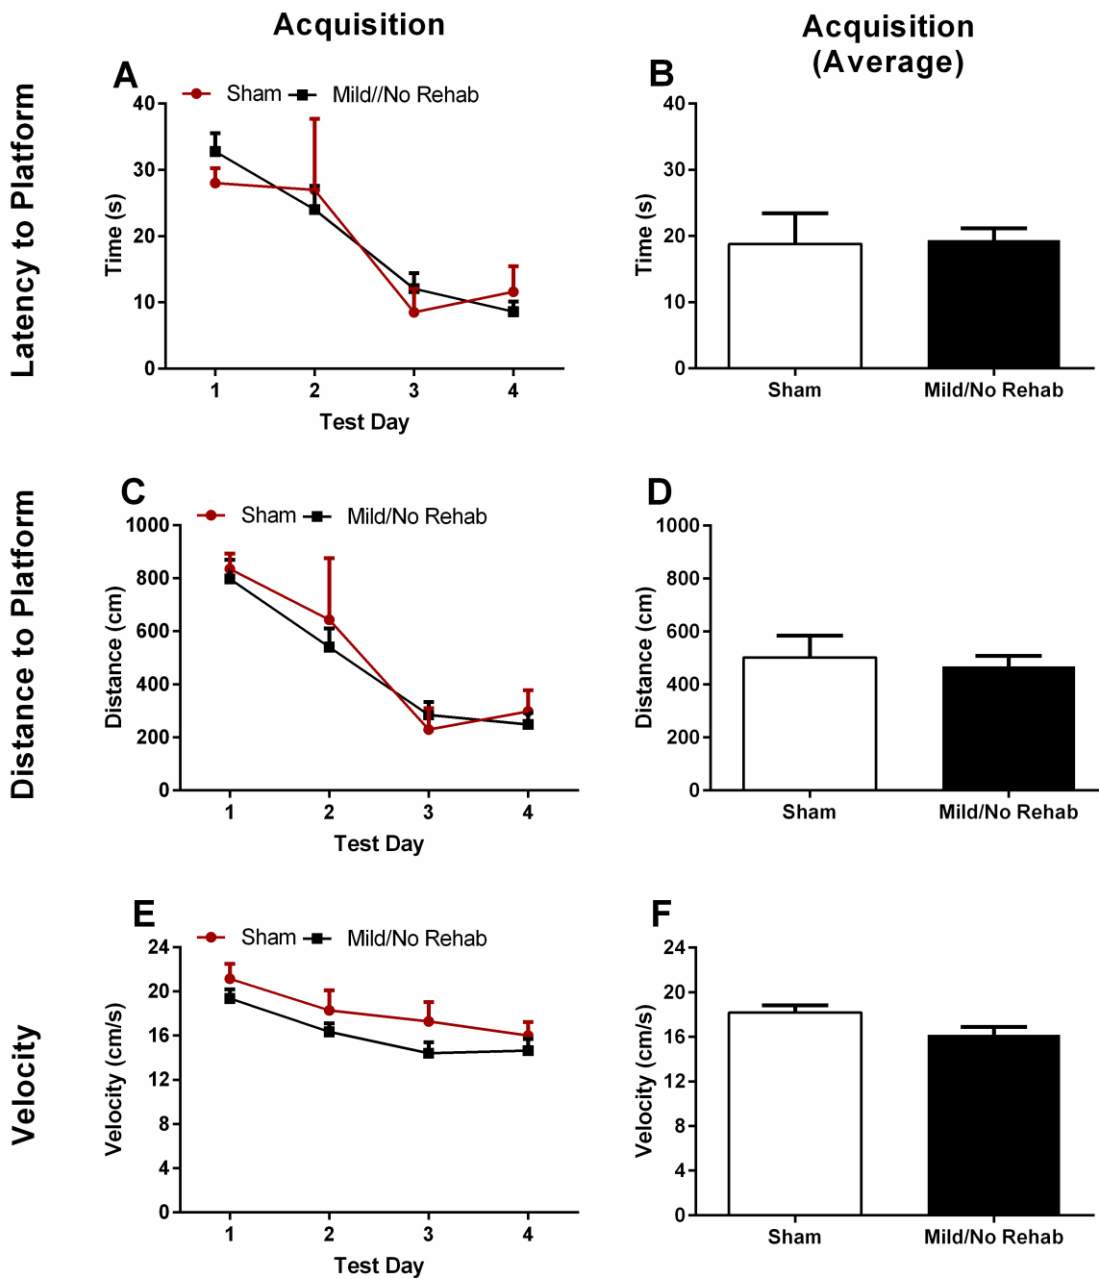 Acquisition
Acquisition
(Average)
Latency to Platform
A
Sham Mild//No Rehab
Time (s)
40
30
20
10
0
1 2 3 4
Test Day
B
Time (s)
40
30
20
10
0
Sham Mild/No Rehab
Distance to Platform
C
Sham Mild/No Rehab
Distance (cm)
1000
800
600
400
200
0
1 2 3 4
Test Day
D
Distance (cm)
1000
800
600
400
200
0
Sham Mild/No Rehab
Velocity
E
Sham Mild/No Rehab
Velocity (cm/s)
24
20
16
12
8
4
0
1 2 3 4
Test Day
F
Velocity (cm/s)
24
20
16
12
8
4
0
Sham Mild/No Rehab